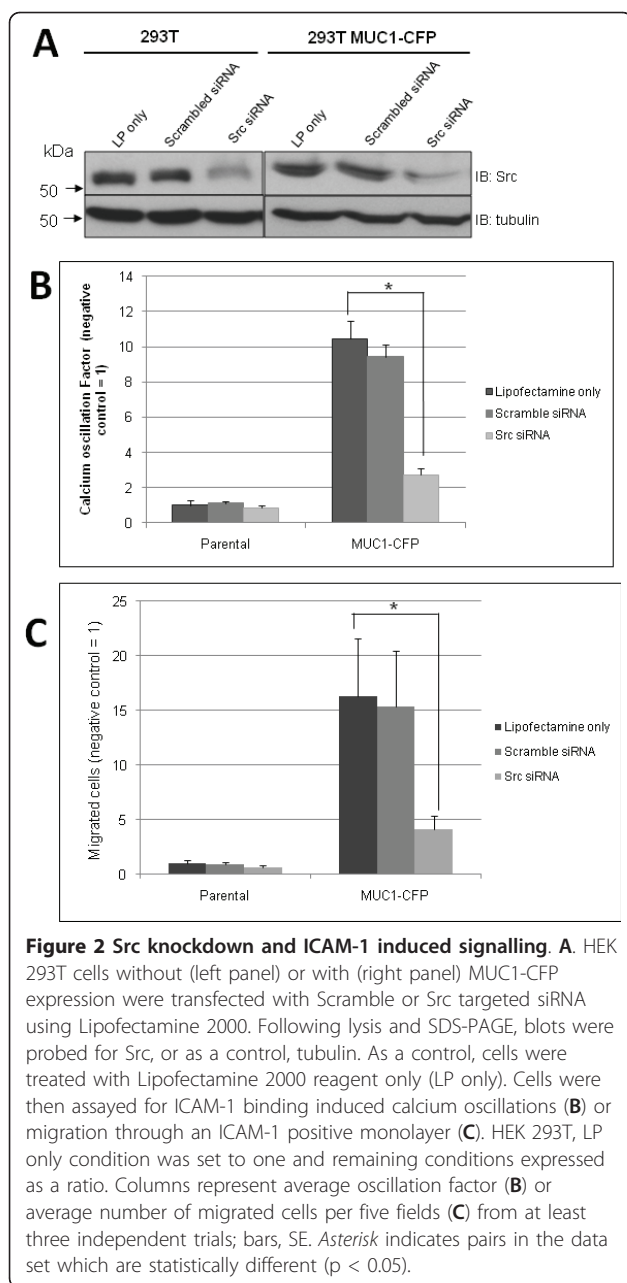 A
293T
293T MUC1-CFP
LP only
Scrambled siRNA
Src siRNA
LP only
Scrambled siRNA
Src siRNA
kDa
50
IB: Src
50
IB: tubulin
B
Calcium oscillation Factor (negative
control = 1)
14
12
10
8
6
4
2
0
*
Parental
MUC1-CFP
Lipofectamine only
Scramble siRNA
Src siRNA
C
Migrated cells (negative control = 1)
25
20
15
10
5
0
*
Parental
MUC1-CFP
Lipofectamine only
Scramble siRNA
Src siRNA
Figure 2 Src knockdown and ICAM-1 induced signalling. A. HEK
293T cells without (left panel) or with (right panel) MUC1-CFP
expression were transfected with Scramble or Src targeted siRNA
using Lipofectamine 2000. Following lysis and SDS-PAGE, blots were
probed for Src, or as a control, tubulin. As a control, cells were
treated with Lipofectamine 2000 reagent only (LP only). Cells were
then assayed for ICAM-1 binding induced calcium oscillations (B) or
migration through an ICAM-1 positive monolayer (C). HEK 293T, LP
only condition was set to one and remaining conditions expressed
as a ratio. Columns represent average oscillation factor (B) or
average number of migrated cells per five fields (C) from at least
three independent trials; bars, SE. Asterisk indicates pairs in the data
set which are statistically different (p < 0.05).